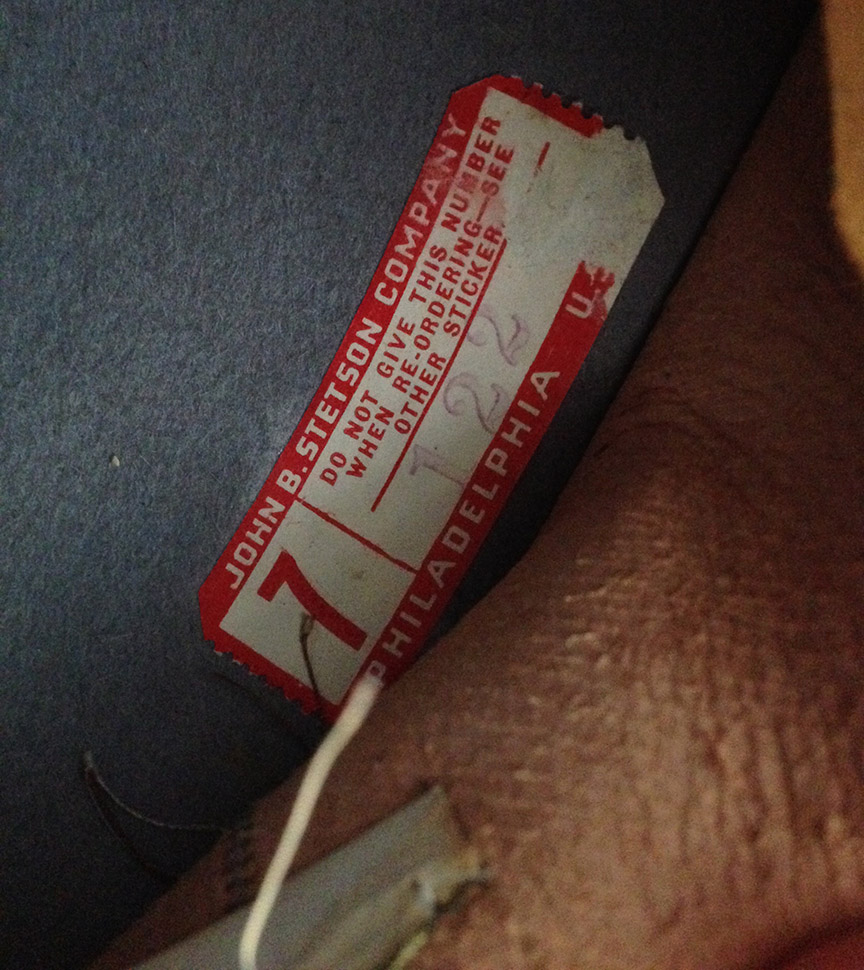 JOHN B. STETSON COMPANY
DO NOT GIVE THIS NUMBER
WHEN RE-ORDERING—SEE
OTHER STICKER.
7
122
PHILADELPHIA U.